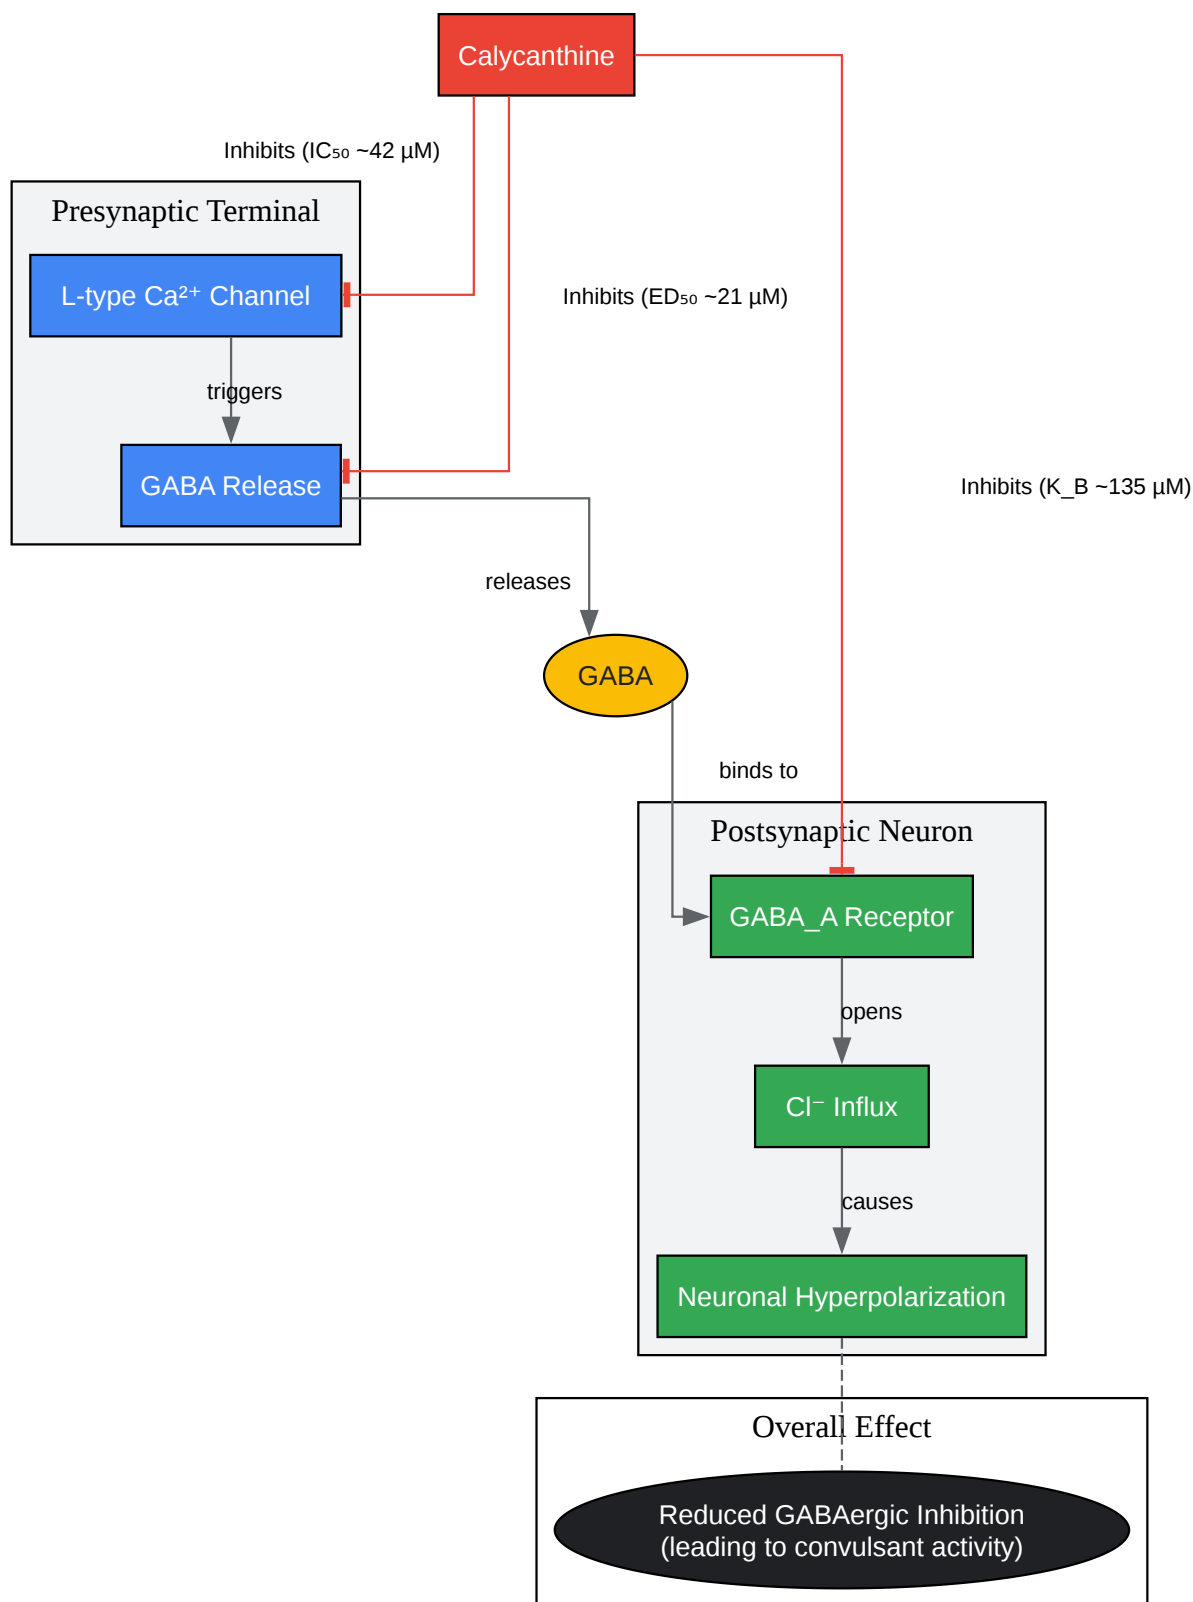 Calycanthine
Inhibits (IC₅₀ ~42 µM)
Presynaptic Terminal
L-type Ca²⁺ Channel
Inhibits (ED₅₀ ~21 µM)
triggers
GABA Release
Inhibits (K_B ~135 µM)
releases
GABA
binds to
Postsynaptic Neuron
GABA_A Receptor
opens
Cl⁻ Influx
causes
Neuronal Hyperpolarization
Overall Effect
Reduced GABAergic Inhibition
(leading to convulsant activity)